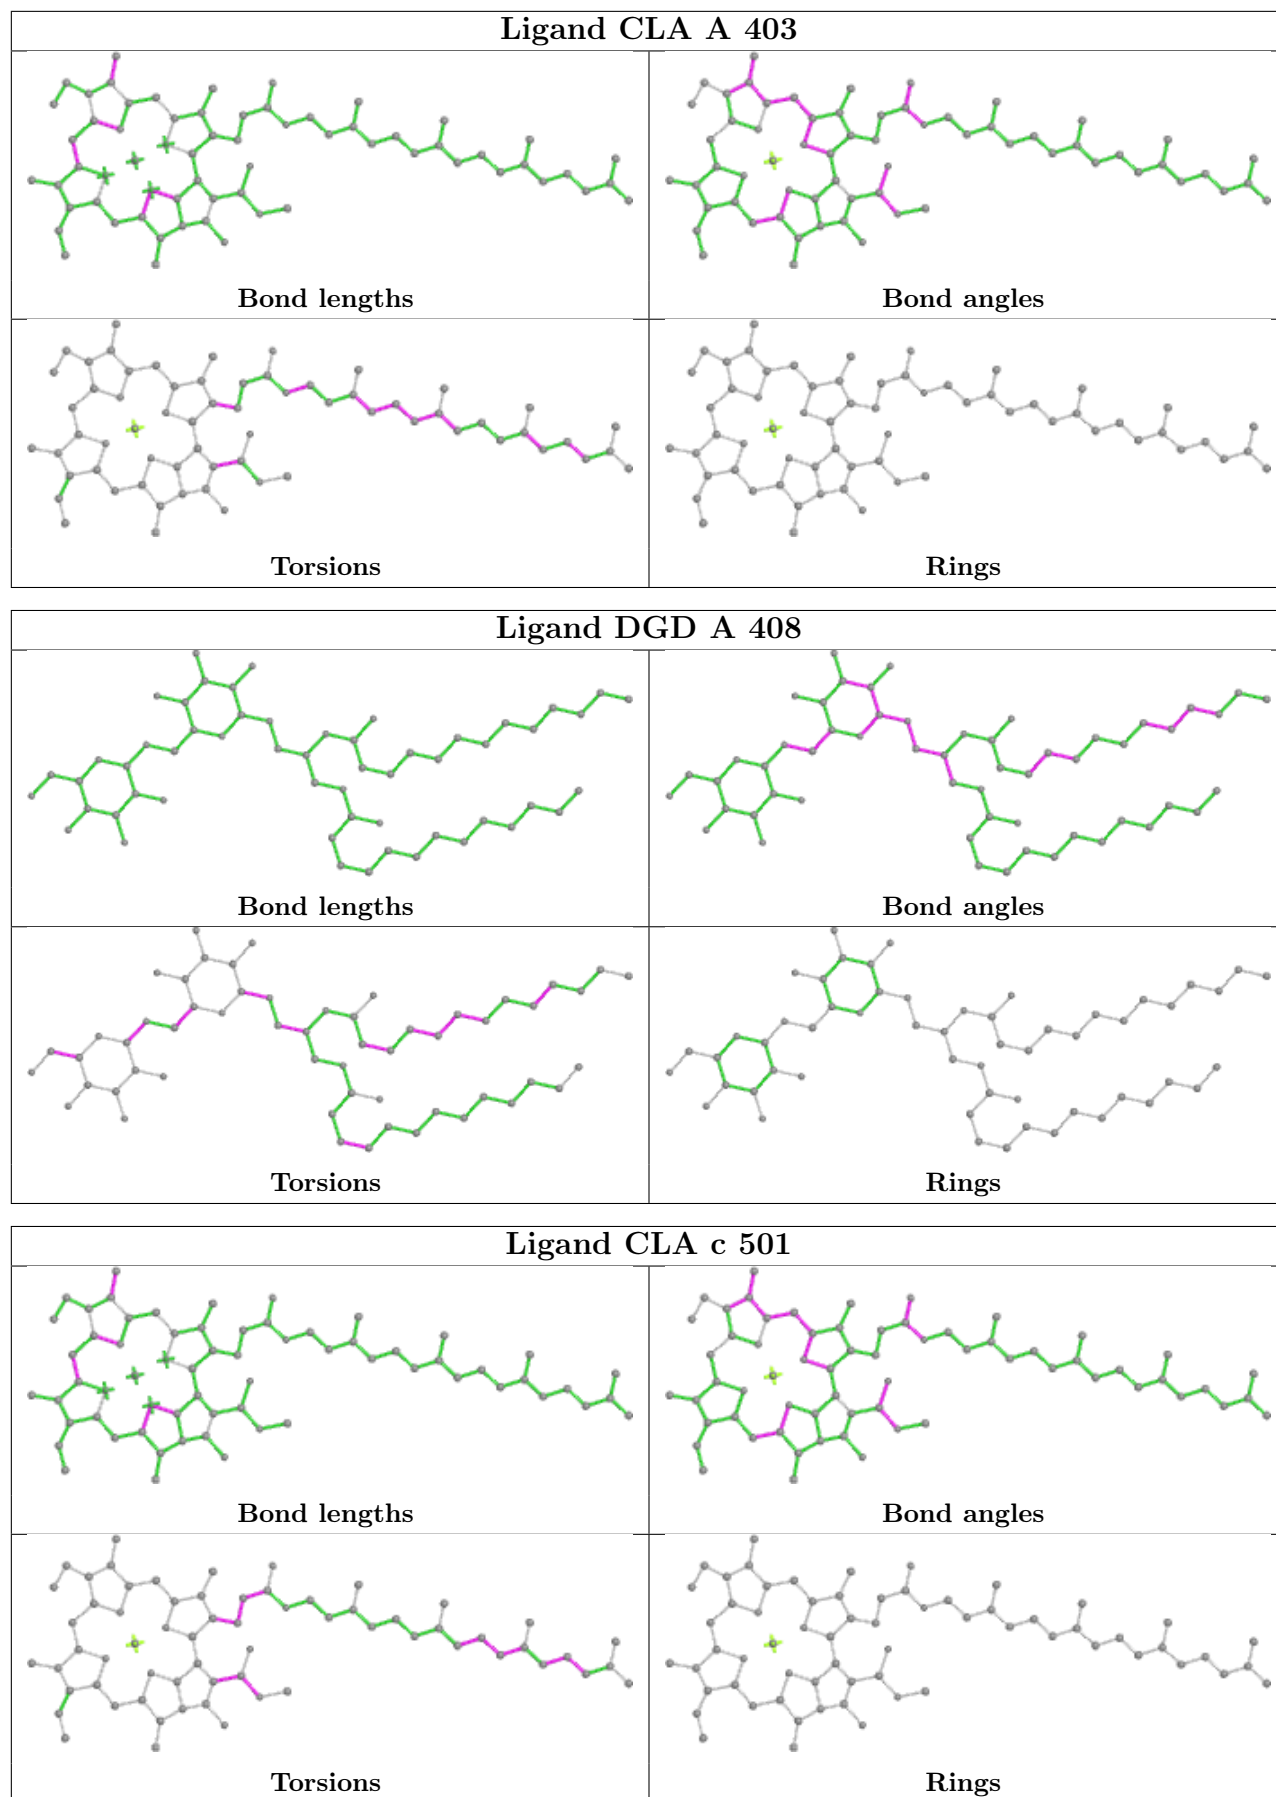 Ligand CLA A 403
Bond lengths
Bond angles
Torsions
Rings
Ligand DGD A 408
Bond lengths
Bond angles
Torsions
Rings
Ligand CLA c 501
Bond lengths
Bond angles
Torsions
Rings